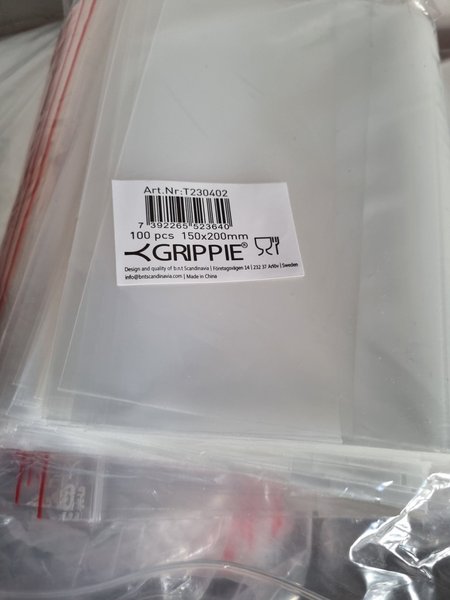 Art.Nr:T230402
7 392265 523640
100 pcs 150x200mm
GRIPPIE®
Design and quality of b.n.t Scandinavia | Företagsvägen 14 | 232 37 Arlöv | Sweden
info@bntscandinavia.com | Made in China